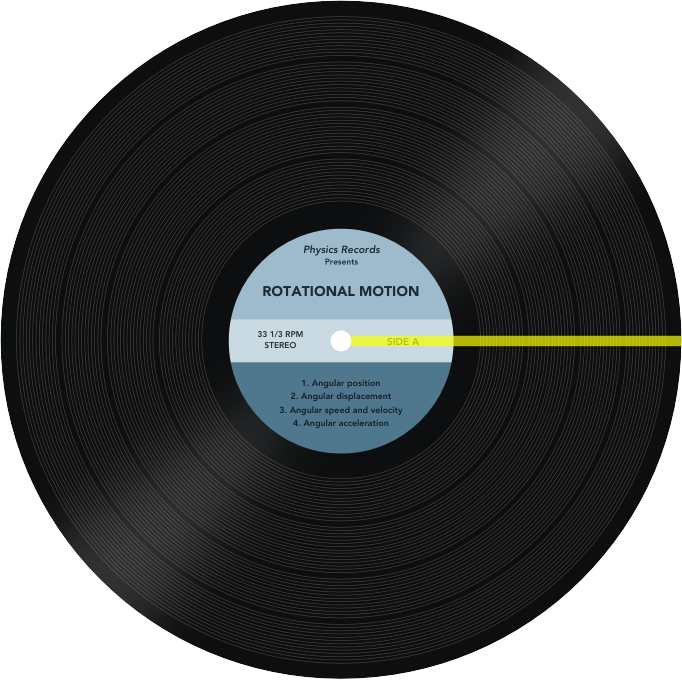 Physics Records
Presents
ROTATIONAL MOTION
33 1/3 RPM
STEREO
SIDE A
1. Angular position
2. Angular displacement
3. Angular speed and velocity
4. Angular acceleration